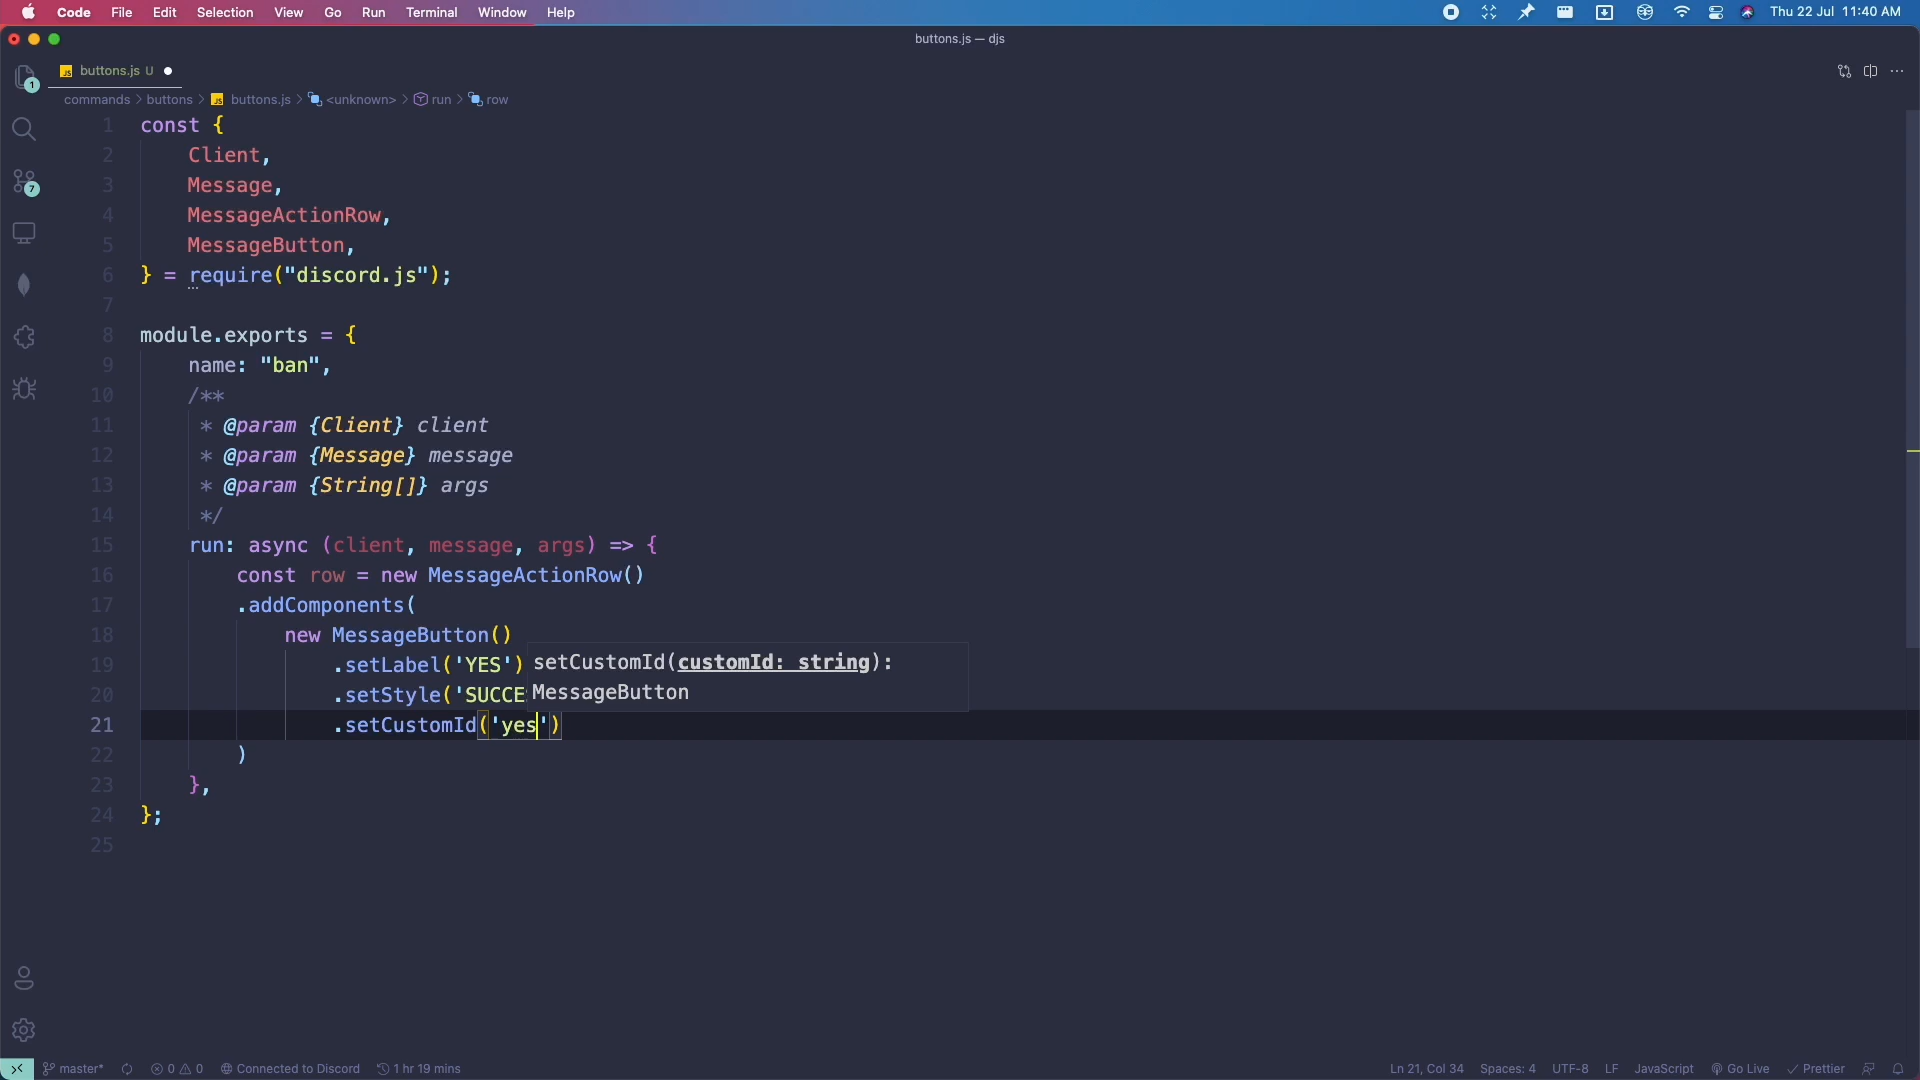 Code File Edit Selection View Go Run Terminal Window Help Thu 22 Jul 11:40 AM
buttons.js — djs
JS buttons.js U
commands > buttons > JS buttons.js > <unknown> > run > row
1
7
1 const {
2 Client,
3 Message,
4 MessageActionRow,
5 MessageButton,
6 } = require("discord.js");
7
8 module.exports = {
9 name: "ban",
10 /**
11 * @param {Client} client
12 * @param {Message} message
13 * @param {String[]} args
14 */
15 run: async (client, message, args) => {
16 const row = new MessageActionRow()
17 .addComponents(
18 new MessageButton()
19 .setLabel('YES')
setCustomId(customId: string):
20 .setStyle('SUCCE
MessageButton
21 .setCustomId('yes')
22 )
23 },
24 };
25
master* 0 0 Connected to Discord 1 hr 19 mins Ln 21, Col 34 Spaces: 4 UTF-8 LF JavaScript Go Live Prettier